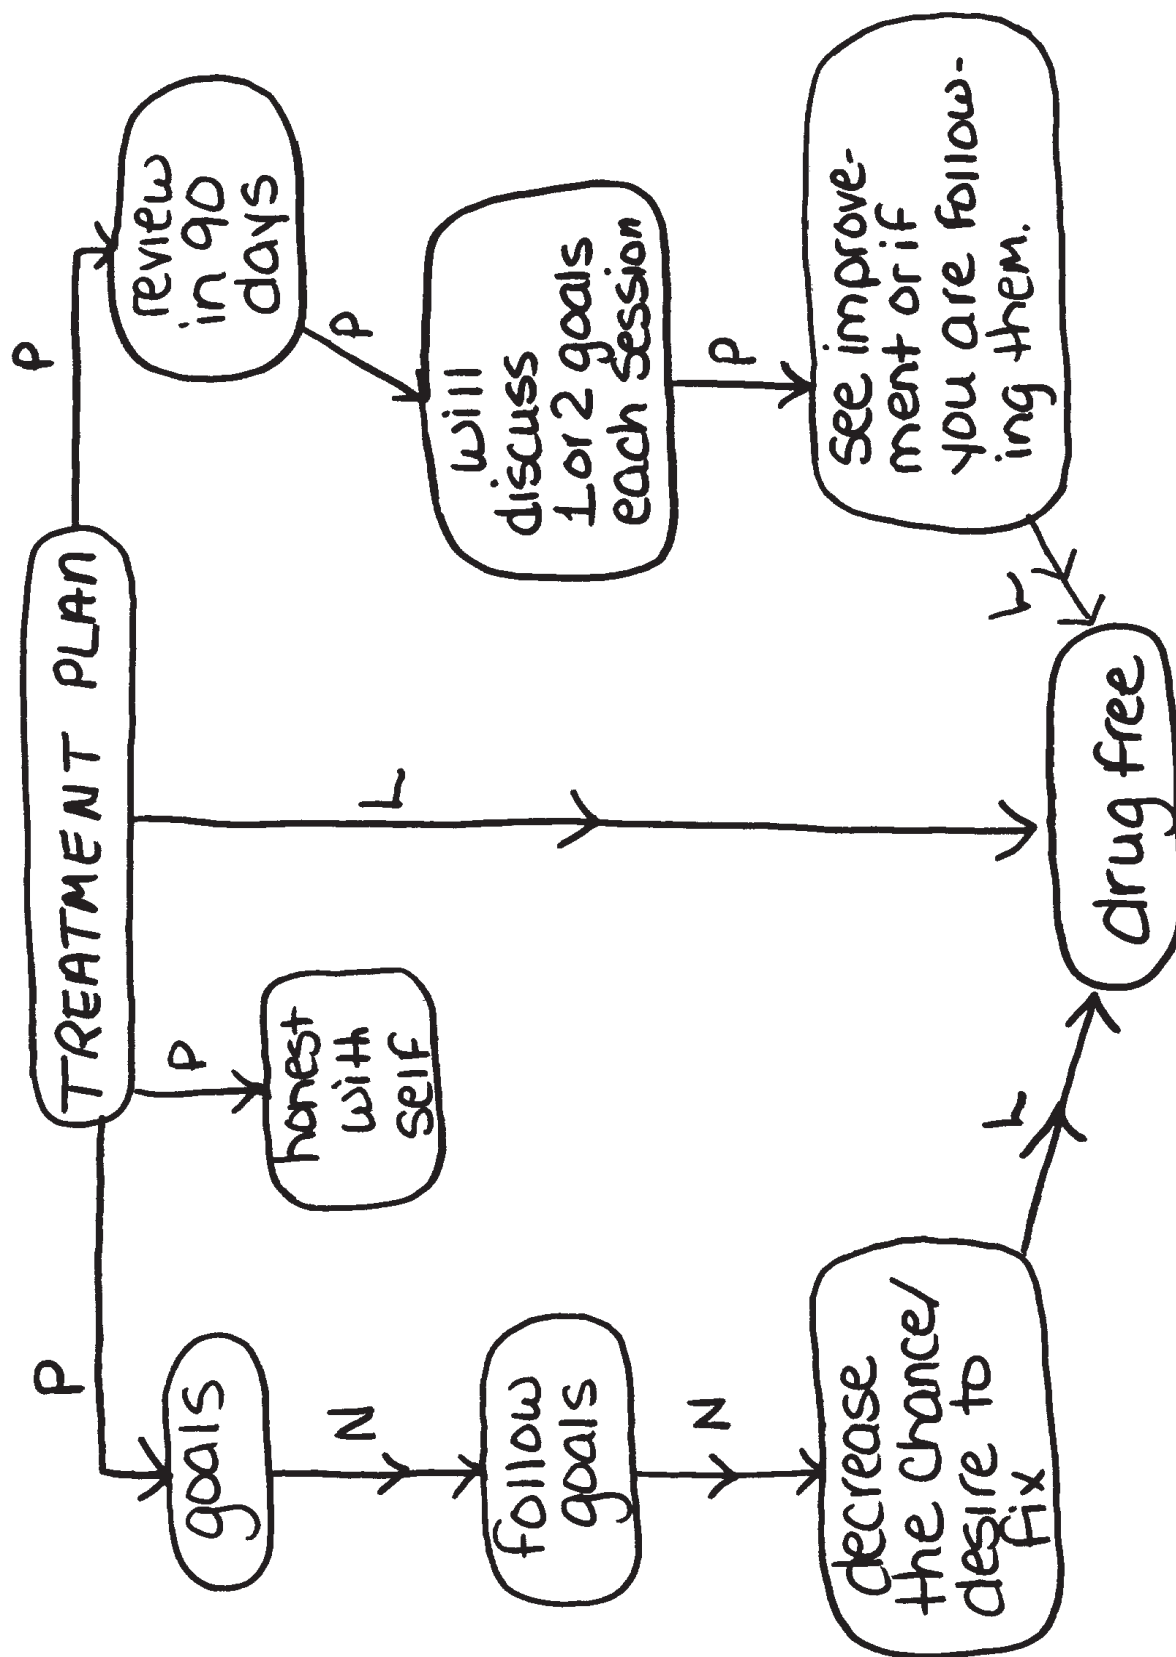 TREATMENT PLAN
P
P
P
L
goals
honest
with
self
review
in 90
days
N
P
follow
goals
will
discuss
1 or 2 goals
each session
N
P
decrease
the chance/
desire to
fix
see improve-
ment or if
you are follow-
ing them.
L
L
drug free